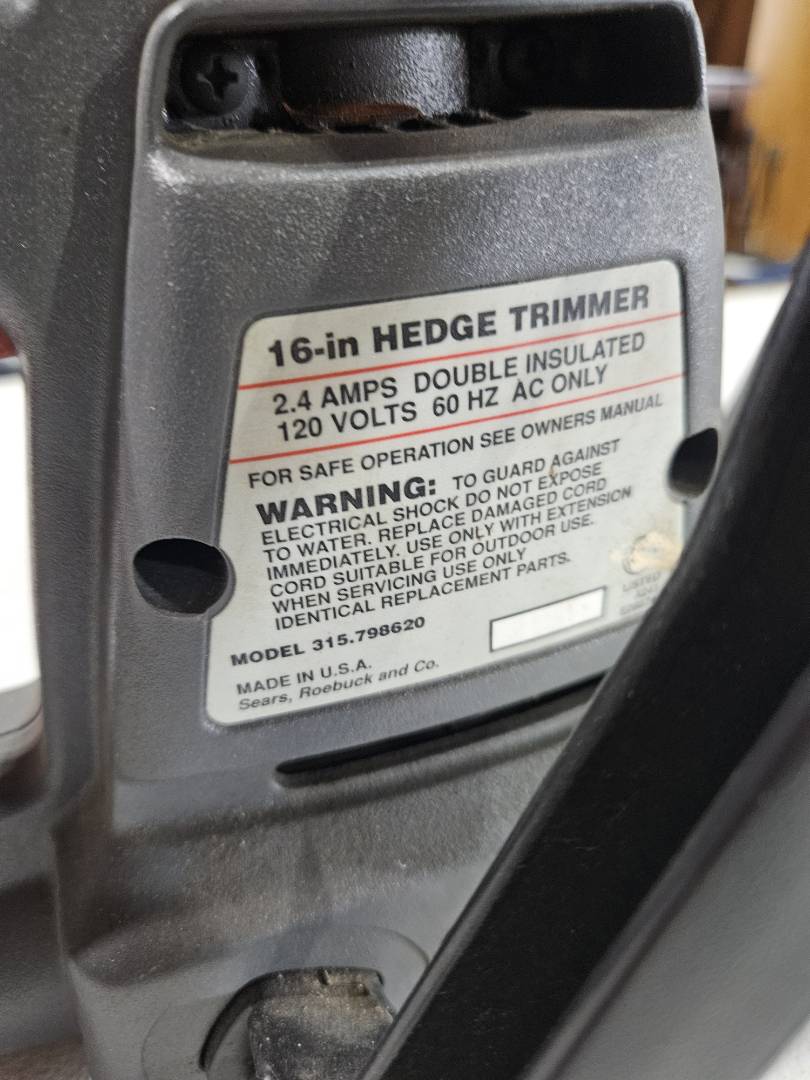 16-in HEDGE TRIMMER
2.4 AMPS DOUBLE INSULATED
120 VOLTS 60 HZ AC ONLY
FOR SAFE OPERATION SEE OWNERS MANUAL
WARNING: TO GUARD AGAINST
ELECTRICAL SHOCK DO NOT EXPOSE
TO WATER. REPLACE DAMAGED CORD
IMMEDIATELY. USE ONLY WITH EXTENSION
CORD SUITABLE FOR OUTDOOR USE.
WHEN SERVICING USE ONLY
IDENTICAL REPLACEMENT PARTS.
LISTED
MODEL 315.798620
MADE IN U.S.A.
Sears, Roebuck and Co.